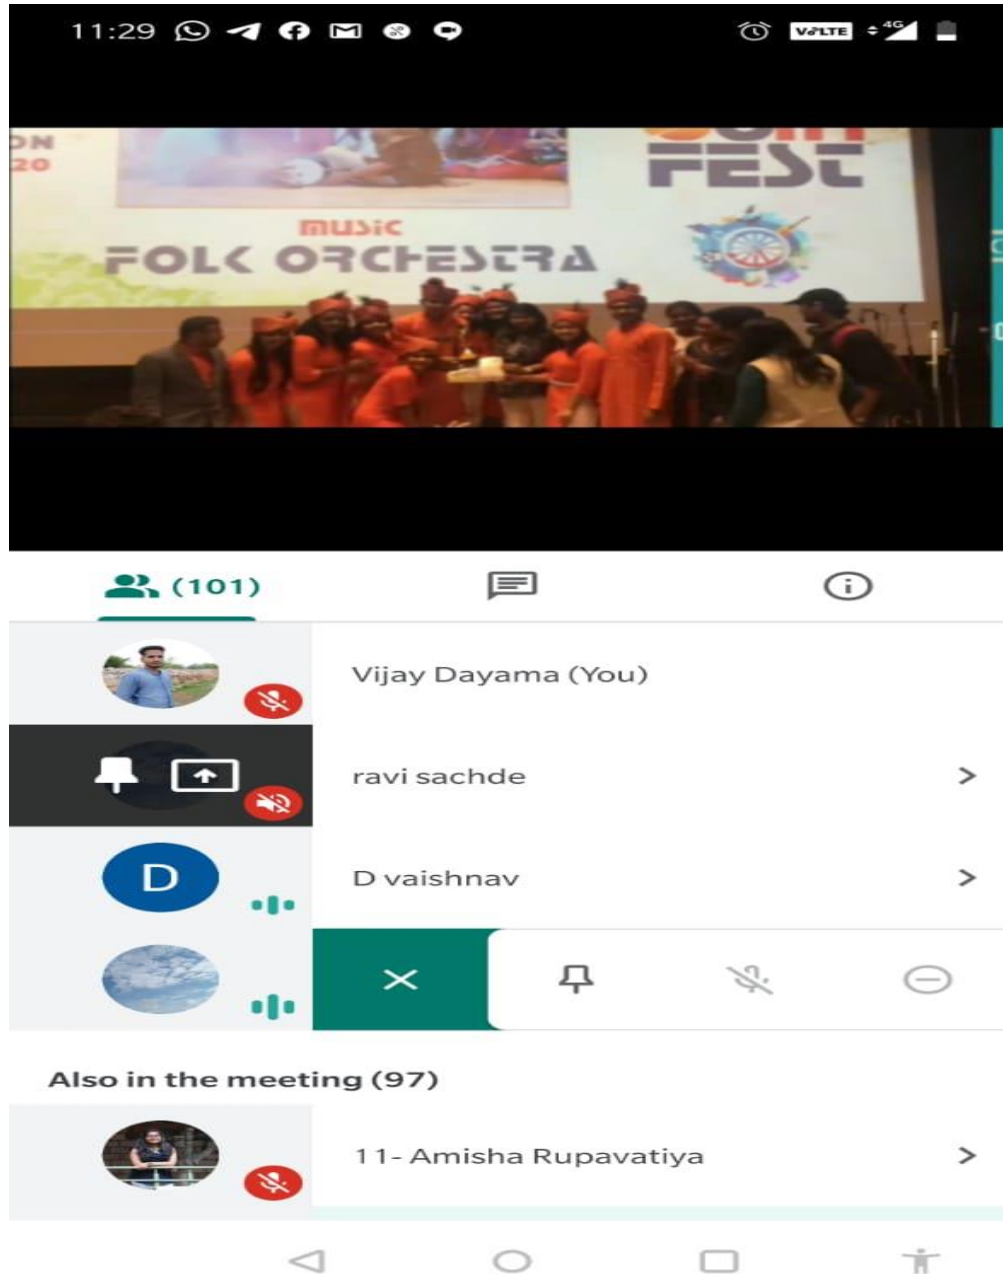 11:29
VoLTE
4G
ON
20
FEST
MUSIC
FOLK ORCHESTRA
(101)
Vijay Dayama (You)
ravi sachde
D
D vaishnav
Also in the meeting (97)
11- Amisha Rupavatiya